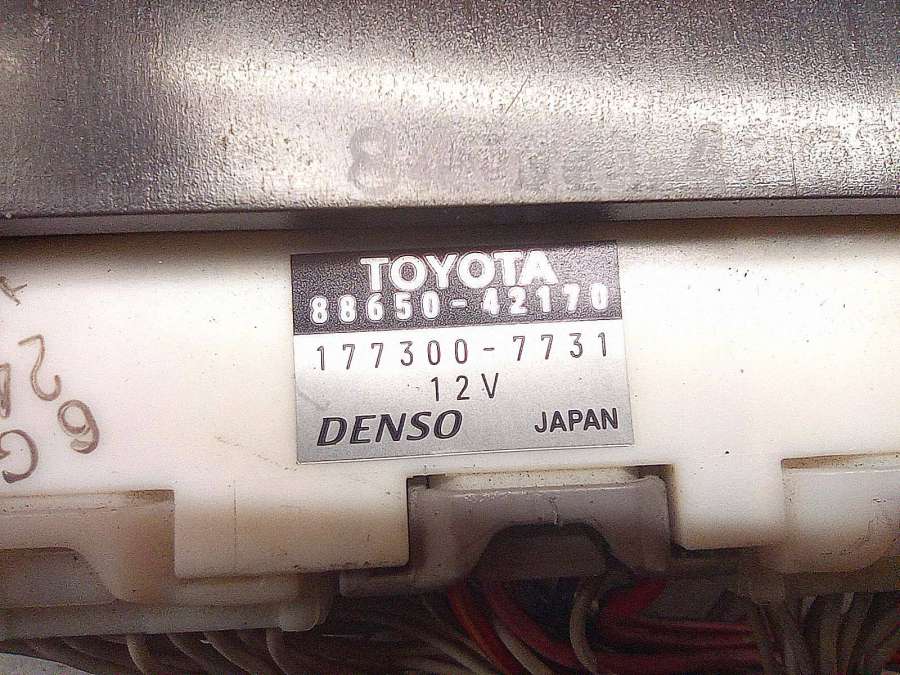 TOYOTA
88650-42170
177300-7731
12V
DENSO JAPAN